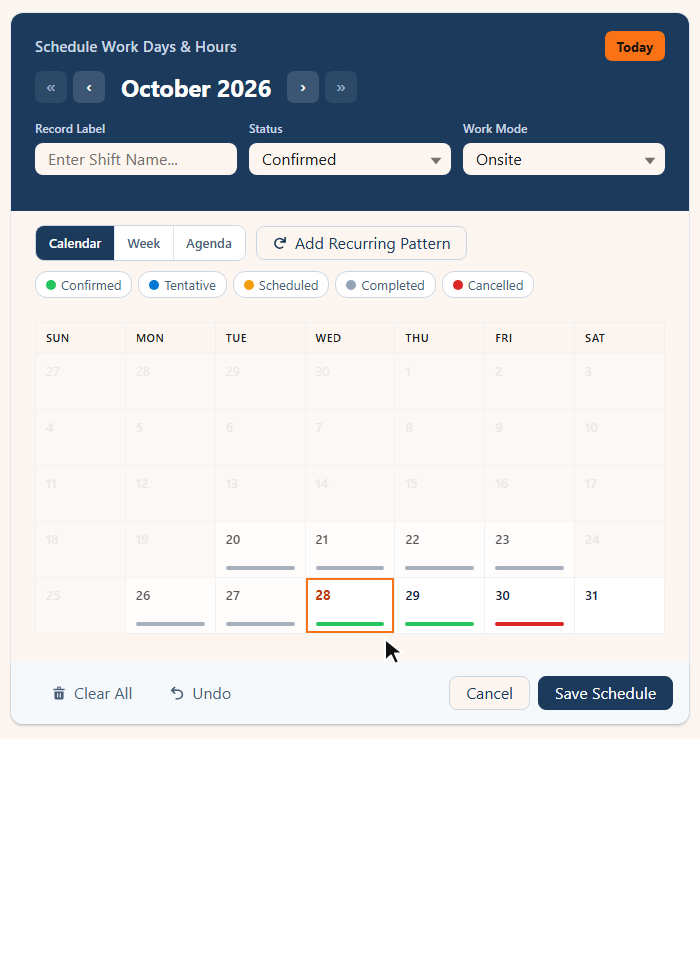 Schedule Work Days & Hours
Today
« ‹ October 2026 › »
Record Label Status Work Mode
Enter Shift Name... Confirmed Onsite
Calendar Week Agenda Add Recurring Pattern
Confirmed Tentative Scheduled Completed Cancelled
SUN MON TUE WED THU FRI SAT
27 28 29 30 1 2 3
4 5 6 7 8 9 10
11 12 13 14 15 16 17
18 19 20 21 22 23 24
25 26 27 28 29 30 31
Clear All Undo Cancel Save Schedule